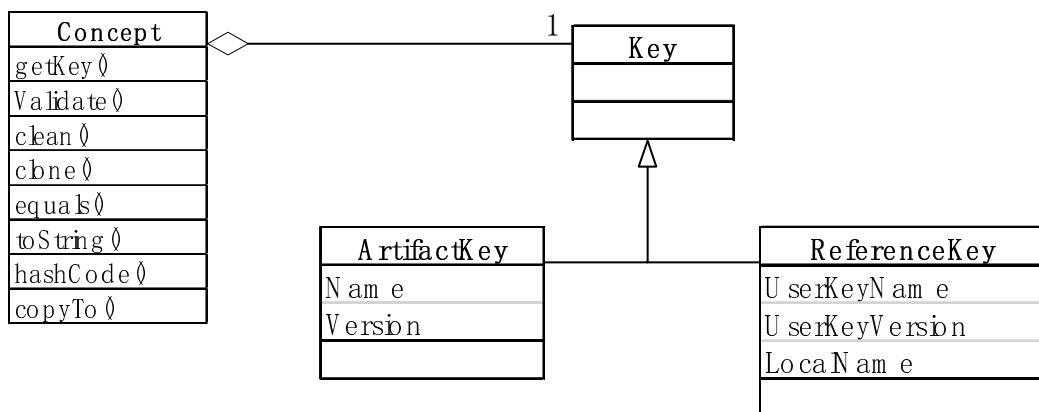 Concept
getKey()
Validate()
clean()
clone()
equals()
toString()
hashCode()
copyTo()
1
Key
ArtifactKey
Name
Version
ReferenceKey
UserKeyName
UserKeyVersion
LocalName